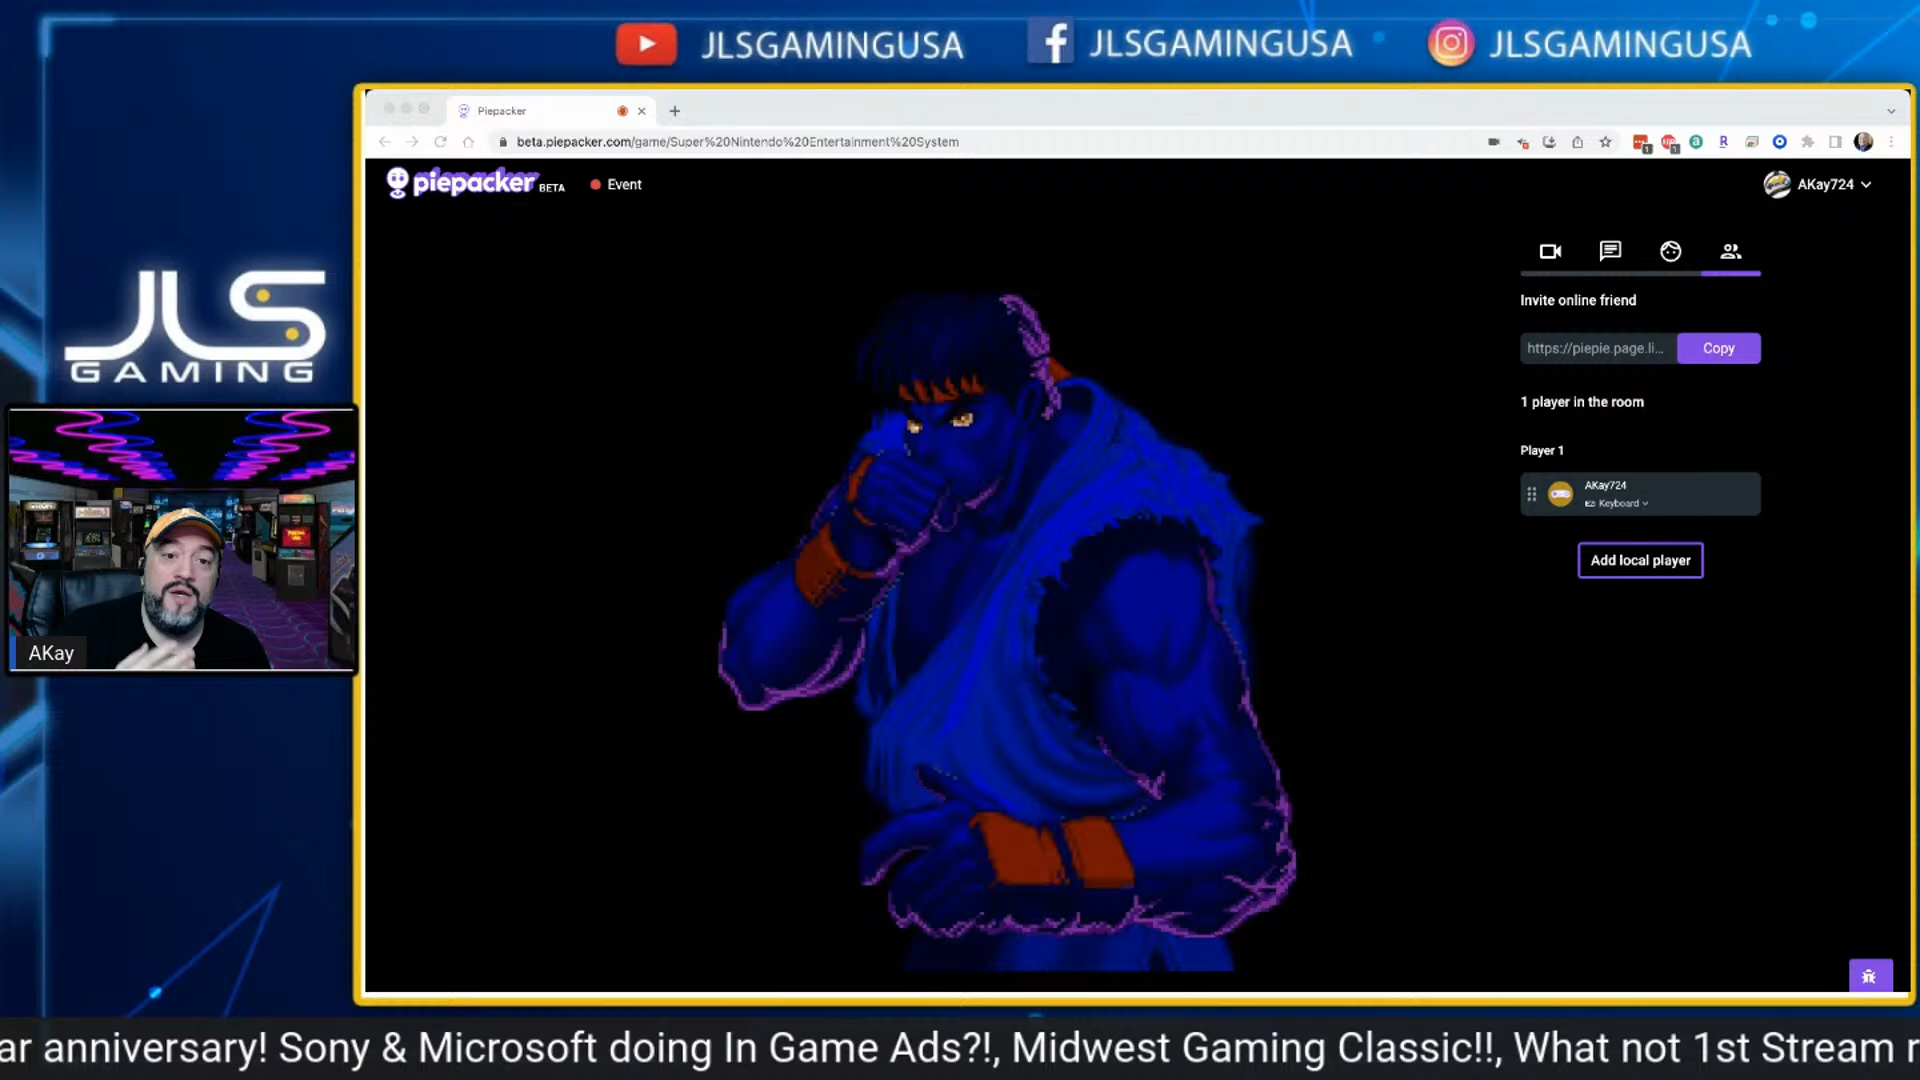 JLSGAMINGUSA
JLSGAMINGUSA
JLSGAMINGUSA
Piepacker
beta.piepacker.com/game/Super%20Nintendo%20Entertainment%20System
piepacker BETA
Event
AKay724
JLS
GAMING
Invite online friend
https://piepie.page.li...
Copy
1 player in the room
Player 1
AKay724
Keyboard
Add local player
AKay
ar anniversary! Sony & Microsoft doing In Game Ads?!, Midwest Gaming Classic!!, What not 1st Stream r